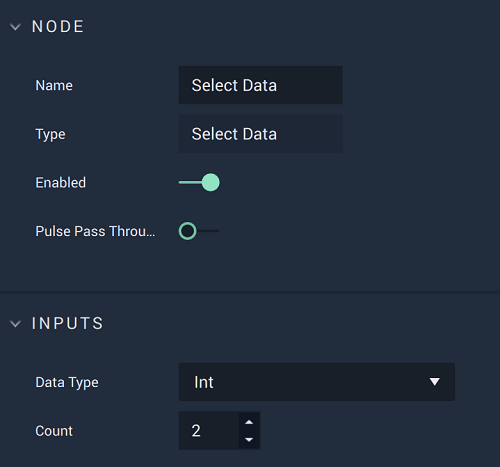 NODE
Name Select Data
Type Select Data
Enabled
Pulse Pass Throu...
INPUTS
Data Type Int
Count 2